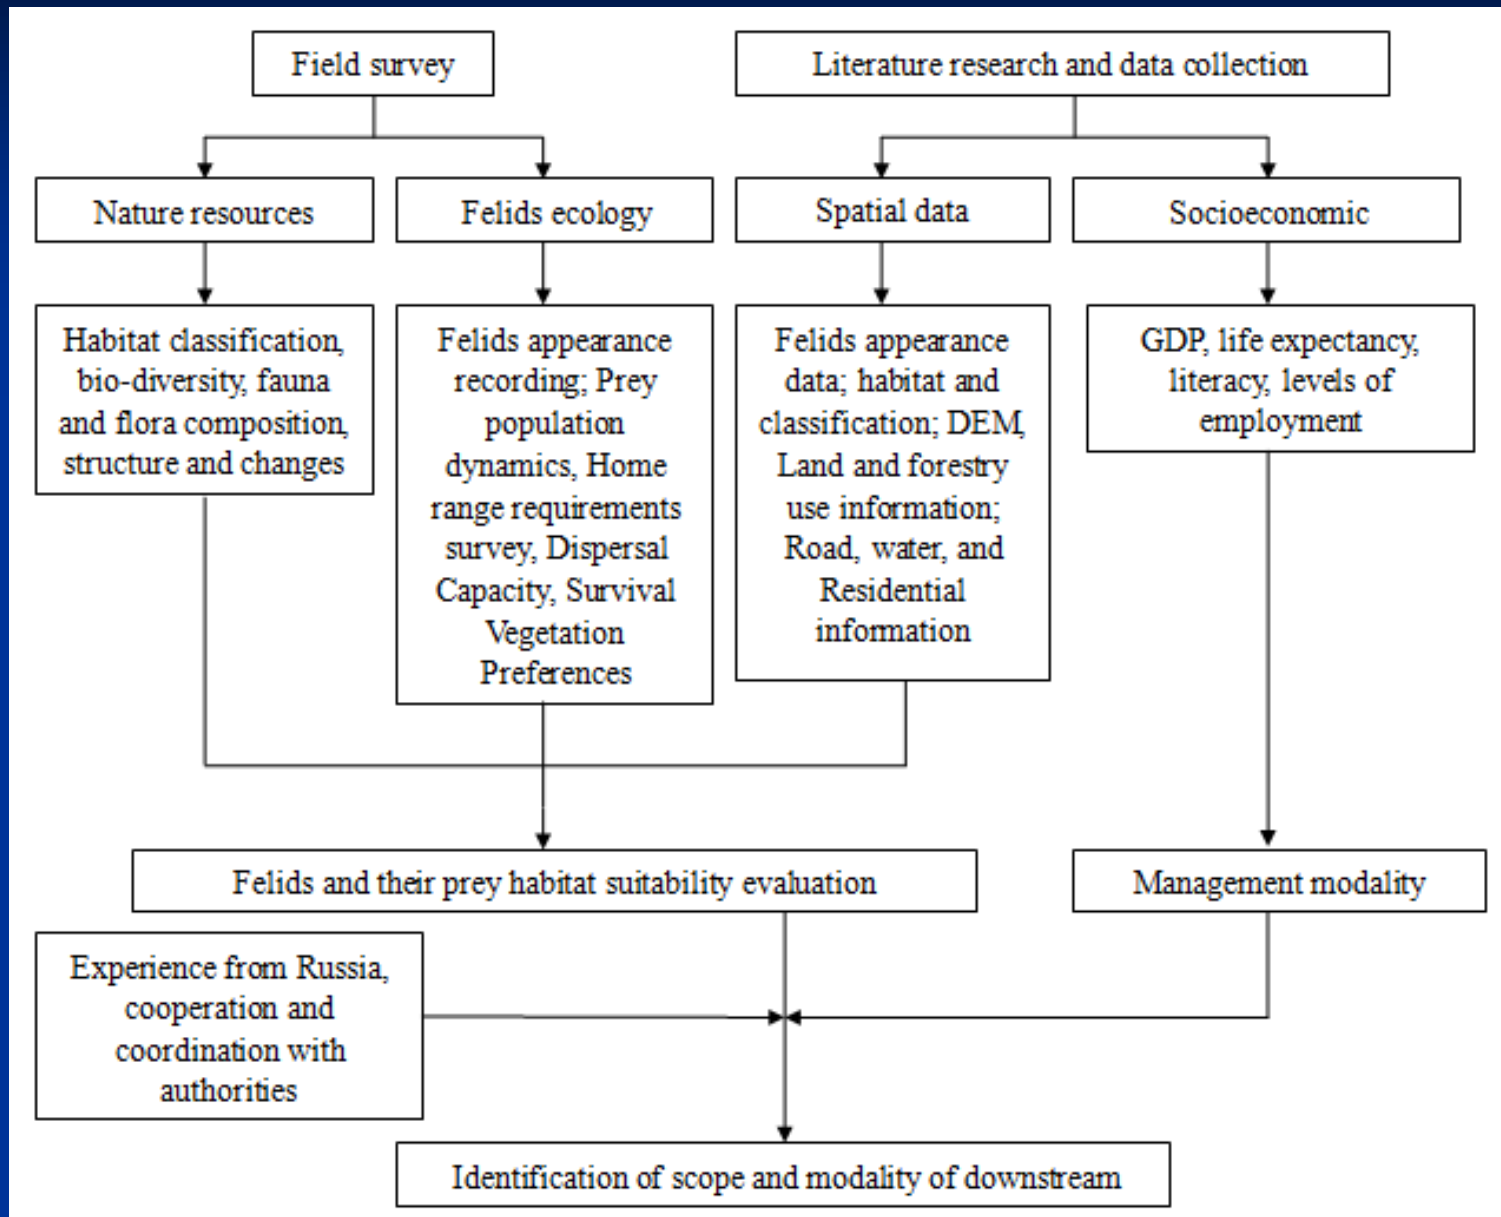 Field survey
Literature research and data collection
Nature resources
Felids ecology
Spatial data
Socioeconomic
Habitat classification,
bio-diversity, fauna
and flora composition,
structure and changes
Felids appearance
recording; Prey
population
dynamics, Home
range requirements
survey, Dispersal
Capacity, Survival
Vegetation
Preferences
Felids appearance
data; habitat and
classification; DEM,
Land and forestry
use information;
Road, water, and
Residential
information
GDP, life expectancy,
literacy, levels of
employment
Felids and their prey habitat suitability evaluation
Management modality
Experience from Russia,
cooperation and
coordination with
authorities
Identification of scope and modality of downstream